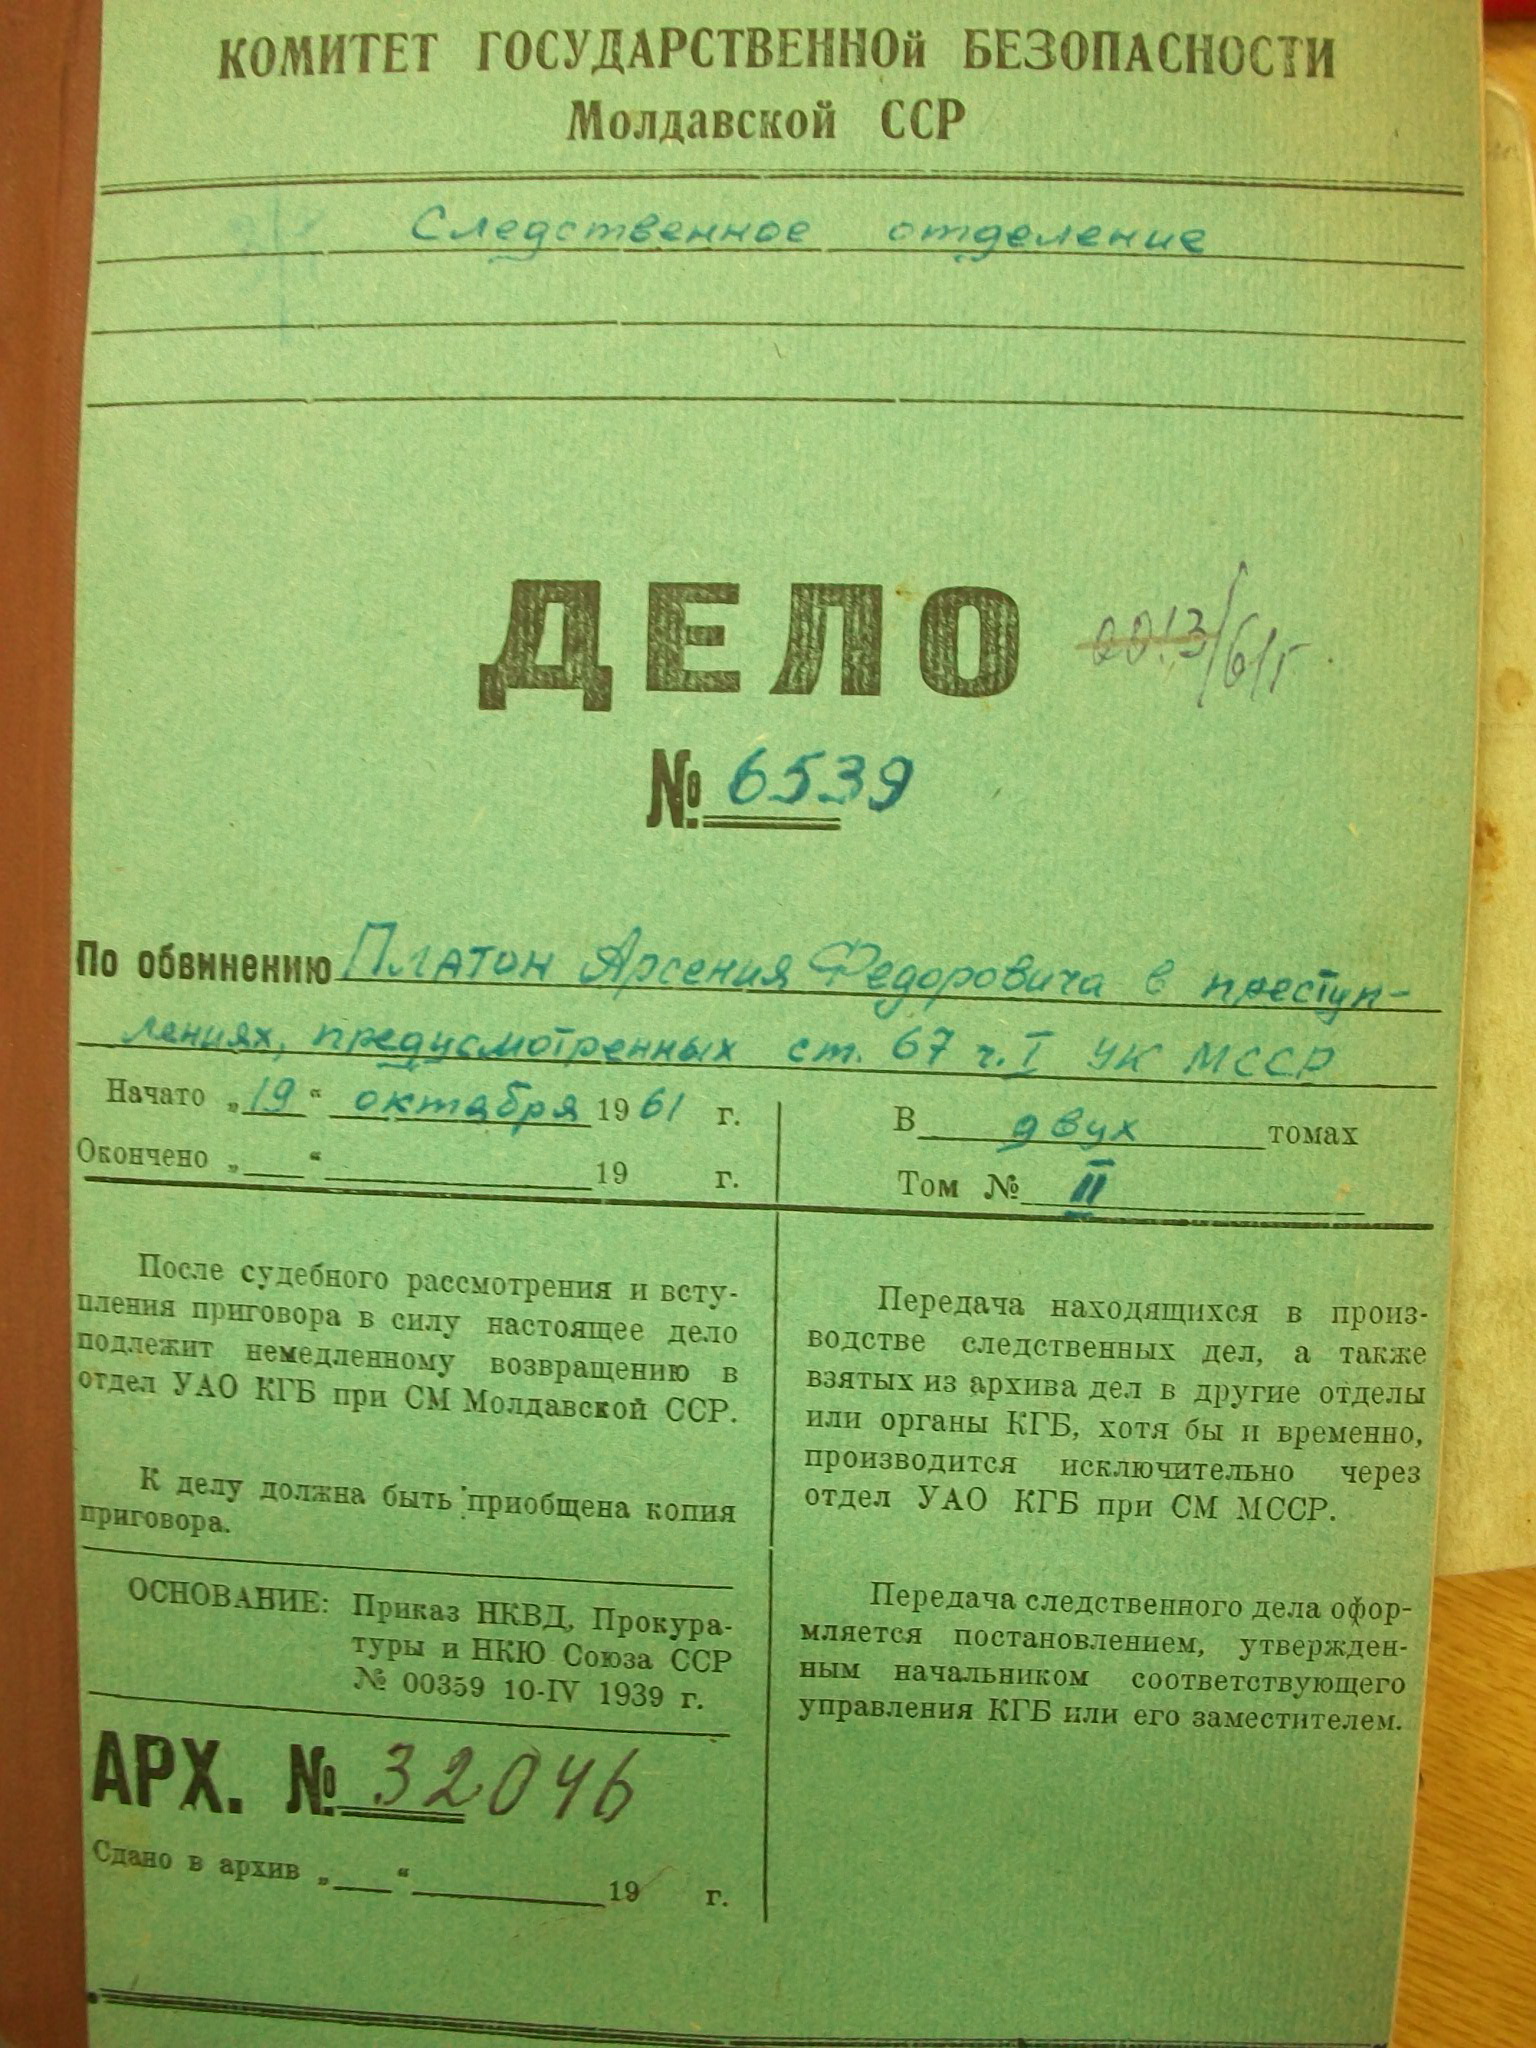 КОМИТЕТ ГОСУДАРСТВЕННОй БЕЗОПАСНОСТИ
Молдавской ССР
Следственное отделение
ДЕЛО
№ 6539
По обвинению Платон Арсения Федоровича в преступ-
лениях, предусмотренных ст. 67 ч. I УК МССР
Начато „19“ октября 1961 г.
Окончено „ “ 19 г.
В двух томах
Том № II
После судебного рассмотрения и всту-
пления приговора в силу настоящее дело
подлежит немедленному возвращению в
отдел УАО КГБ при СМ Молдавской ССР.
К делу должна быть приобщена копия
приговора.
ОСНОВАНИЕ: Приказ НКВД, Прокура-
туры и НКЮ Союза ССР
№ 00359 10-IV 1939 г.
АРХ. № 32046
Сдано в архив „ “ 19 г.
Передача находящихся в произ-
водстве следственных дел, а также
взятых из архива дел в другие отделы
или органы КГБ, хотя бы и временно,
производится исключительно через
отдел УАО КГБ при СМ МССР.
Передача следственного дела офор-
мляется постановлением, утвержден-
ным начальником соответствующего
управления КГБ или его заместителем.